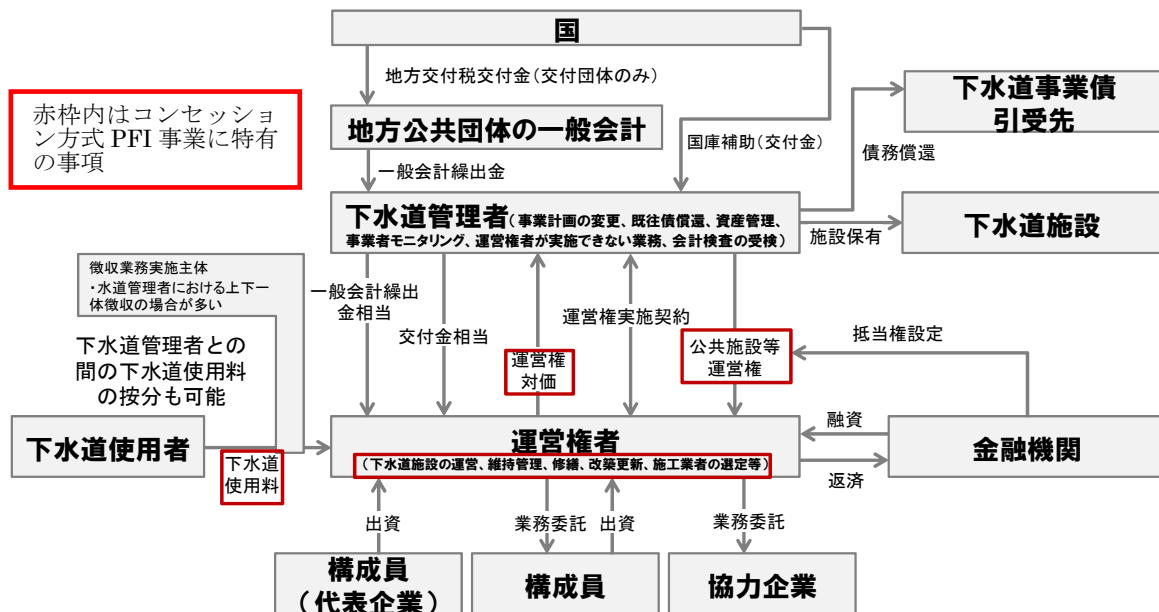 国
地方交付税交付金(交付団体のみ)
赤枠内はコンセッショ
ン方式 PFI 事業に特有
の事項
地方公共団体の一般会計
国庫補助(交付金)
下水道事業債
引受先
債務償還
一般会計繰出金
下水道管理者(事業計画の変更、既往債償還、資産管理、
事業者モニタリング、運営権者が実施できない業務、会計検査の受検)
施設保有
下水道施設
徴収業務実施主体
・水道管理者における上下一
体徴収の場合が多い
一般会計繰出
金相当
交付金相当
運営権
対価
運営権実施契約
公共施設等
運営権
抵当権設定
下水道管理者との
間の下水道使用料
の按分も可能
下水道使用者
下水道
使用料
運営権者
(下水道施設の運営、維持管理、修繕、改築更新、施工業者の選定等)
融資
返済
金融機関
出資
業務委託
出資
業務委託
構成員
(代表企業)
構成員
協力企業